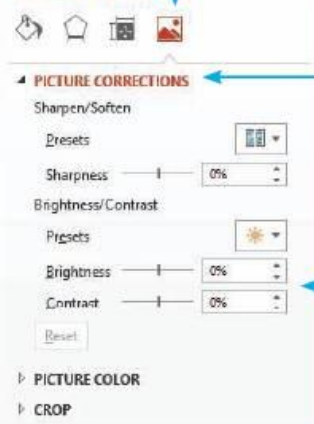 PICTURE CORRECTIONS
Sharpen/Soften
Presets
Sharpness 0%
Brightness/Contrast
Presets
Brightness 0%
Contrast 0%
Reset
PICTURE COLOR
CROP